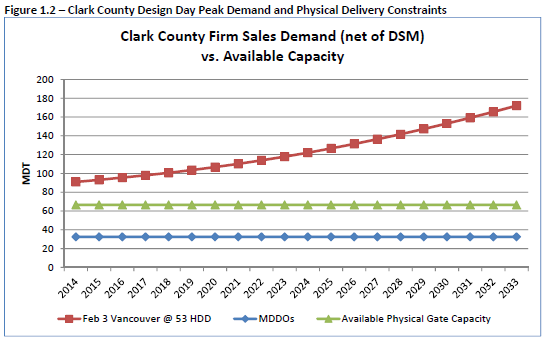 Figure 1.2 – Clark County Design Day Peak Demand and Physical Delivery Constraints
Clark County Firm Sales Demand (net of DSM)
vs. Available Capacity
MDT
200
180
160
140
120
100
80
60
40
20
0
2014 2015 2016 2017 2018 2019 2020 2021 2022 2023 2024 2025 2026 2027 2028 2029 2030 2031 2032 2033
Feb 3 Vancouver @ 53 HDD MDDOs Available Physical Gate Capacity